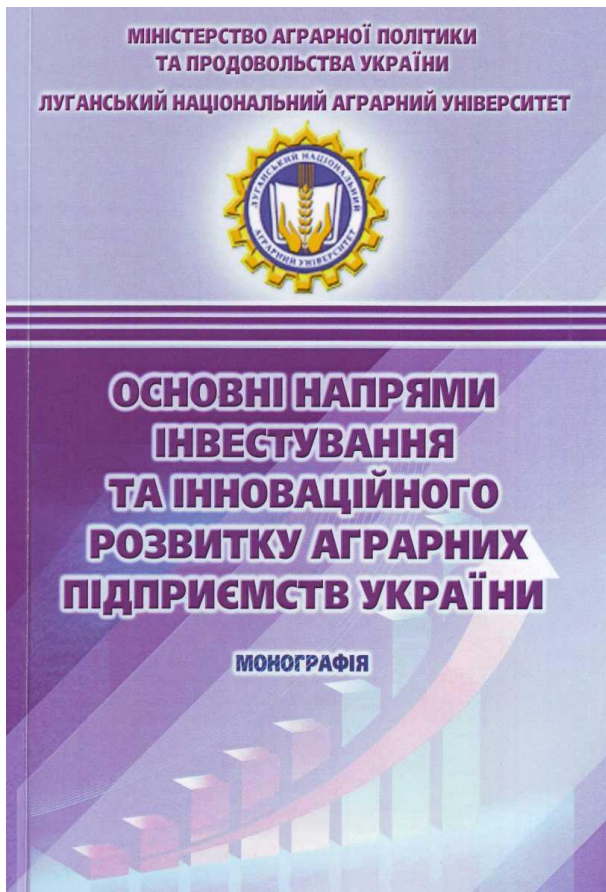 МІНІСТЕРСТВО АГРАРНОЇ ПОЛІТИКИ
ТА ПРОДОВОЛЬСТВА УКРАЇНИ
ЛУГАНСЬКИЙ НАЦІОНАЛЬНИЙ АГРАРНИЙ УНІВЕРСИТЕТ
ЛУГАНСЬКИЙ НАЦІОНАЛЬНИЙ
АГРАРНИЙ УНІВЕРСИТЕТ
ОСНОВНІ НАПРЯМИ
ІНВЕСТУВАННЯ
ТА ІННОВАЦІЙНОГО
РОЗВИТКУ АГРАРНИХ
ПІДПРИЄМСТВ УКРАЇНИ
МОНОГРАФІЯ